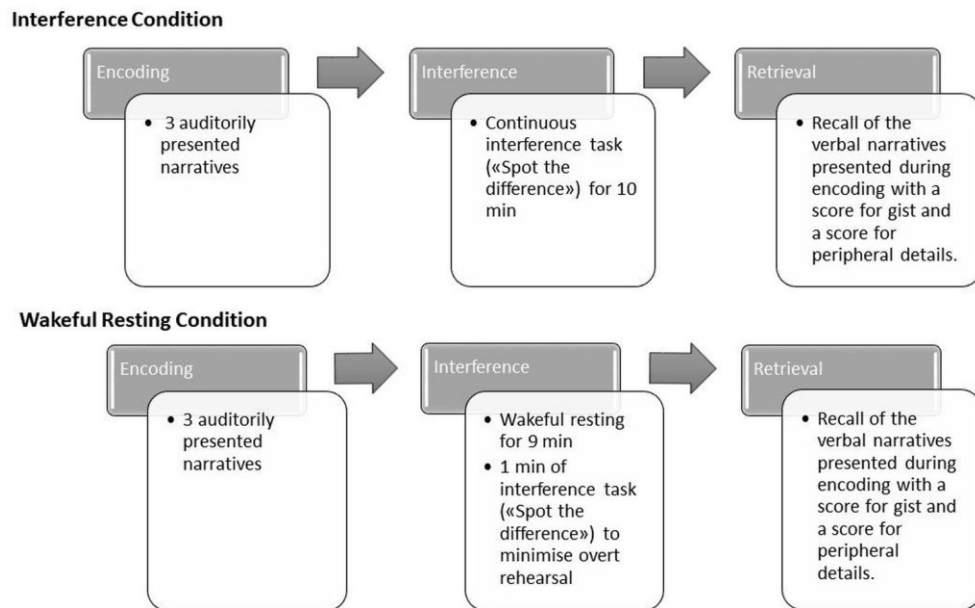 Interference Condition
Encoding
• 3 auditorily
presented
narratives
Interference
• Continuous
interference task
(«Spot the
difference») for 10
min
Retrieval
• Recall of the
verbal narratives
presented during
encoding with a
score for gist and
a score for
peripheral details.
Wakeful Resting Condition
Encoding
• 3 auditorily
presented
narratives
Interference
• Wakeful resting
for 9 min
• 1 min of
interference task
(«Spot the
difference») to
minimise overt
rehearsal
Retrieval
• Recall of the
verbal narratives
presented during
encoding with a
score for gist and
a score for
peripheral
details.